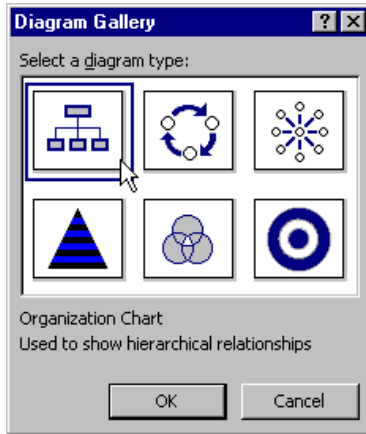 Diagram Gallery
Select a diagram type:
Organization Chart
Used to show hierarchical relationships
OK Cancel